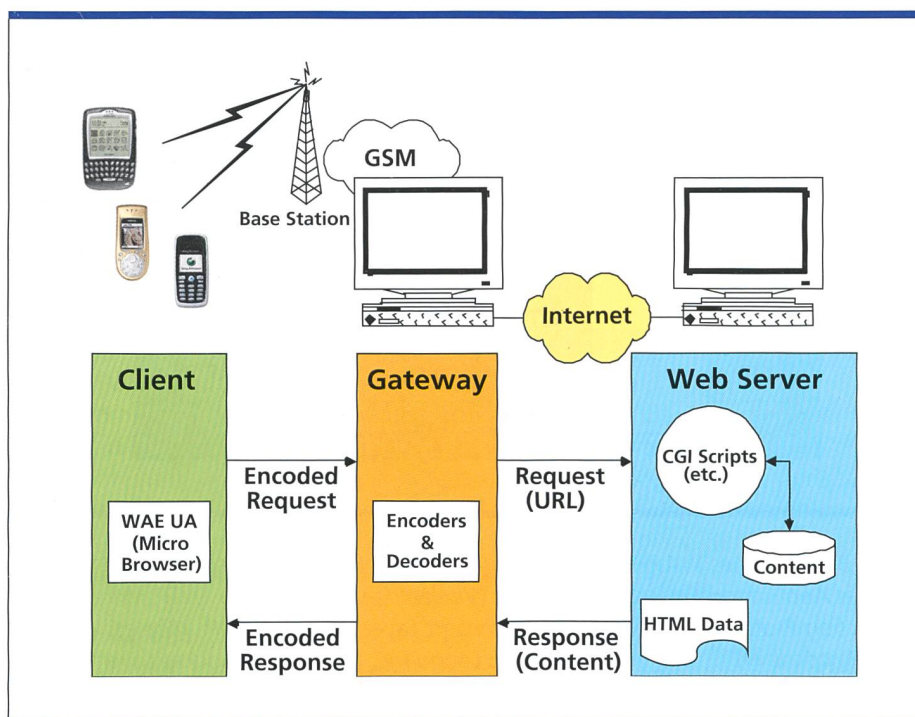 GSM
Base Station
Internet
Client
Gateway
Web Server
Encoded
Request
Request
(URL)
CGI Scripts
(etc.)
WAE UA
(Micro
Browser)
Encoders
&
Decoders
Content
HTML Data
Encoded
Response
Response
(Content)